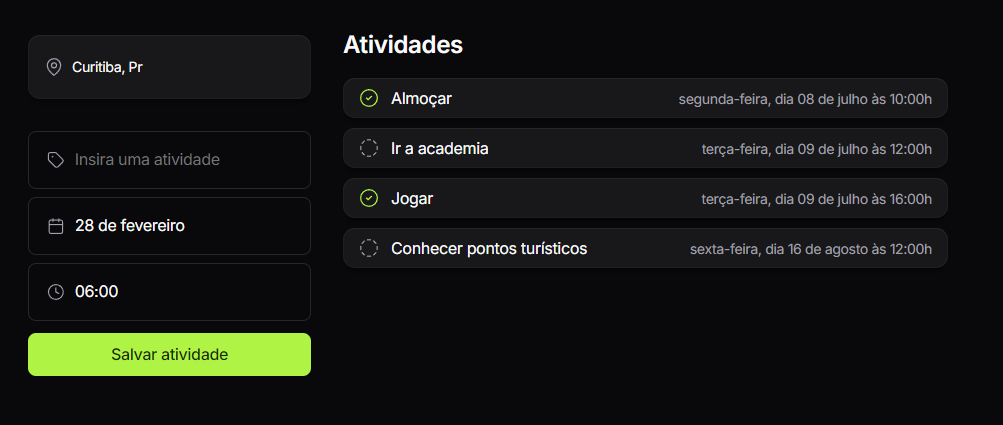 Curitiba, Pr
Insira uma atividade
28 de fevereiro
06:00
Salvar atividade
Atividades
Almoçar segunda-feira, dia 08 de julho às 10:00h
Ir a academia terça-feira, dia 09 de julho às 12:00h
Jogar terça-feira, dia 09 de julho às 16:00h
Conhecer pontos turísticos sexta-feira, dia 16 de agosto às 12:00h